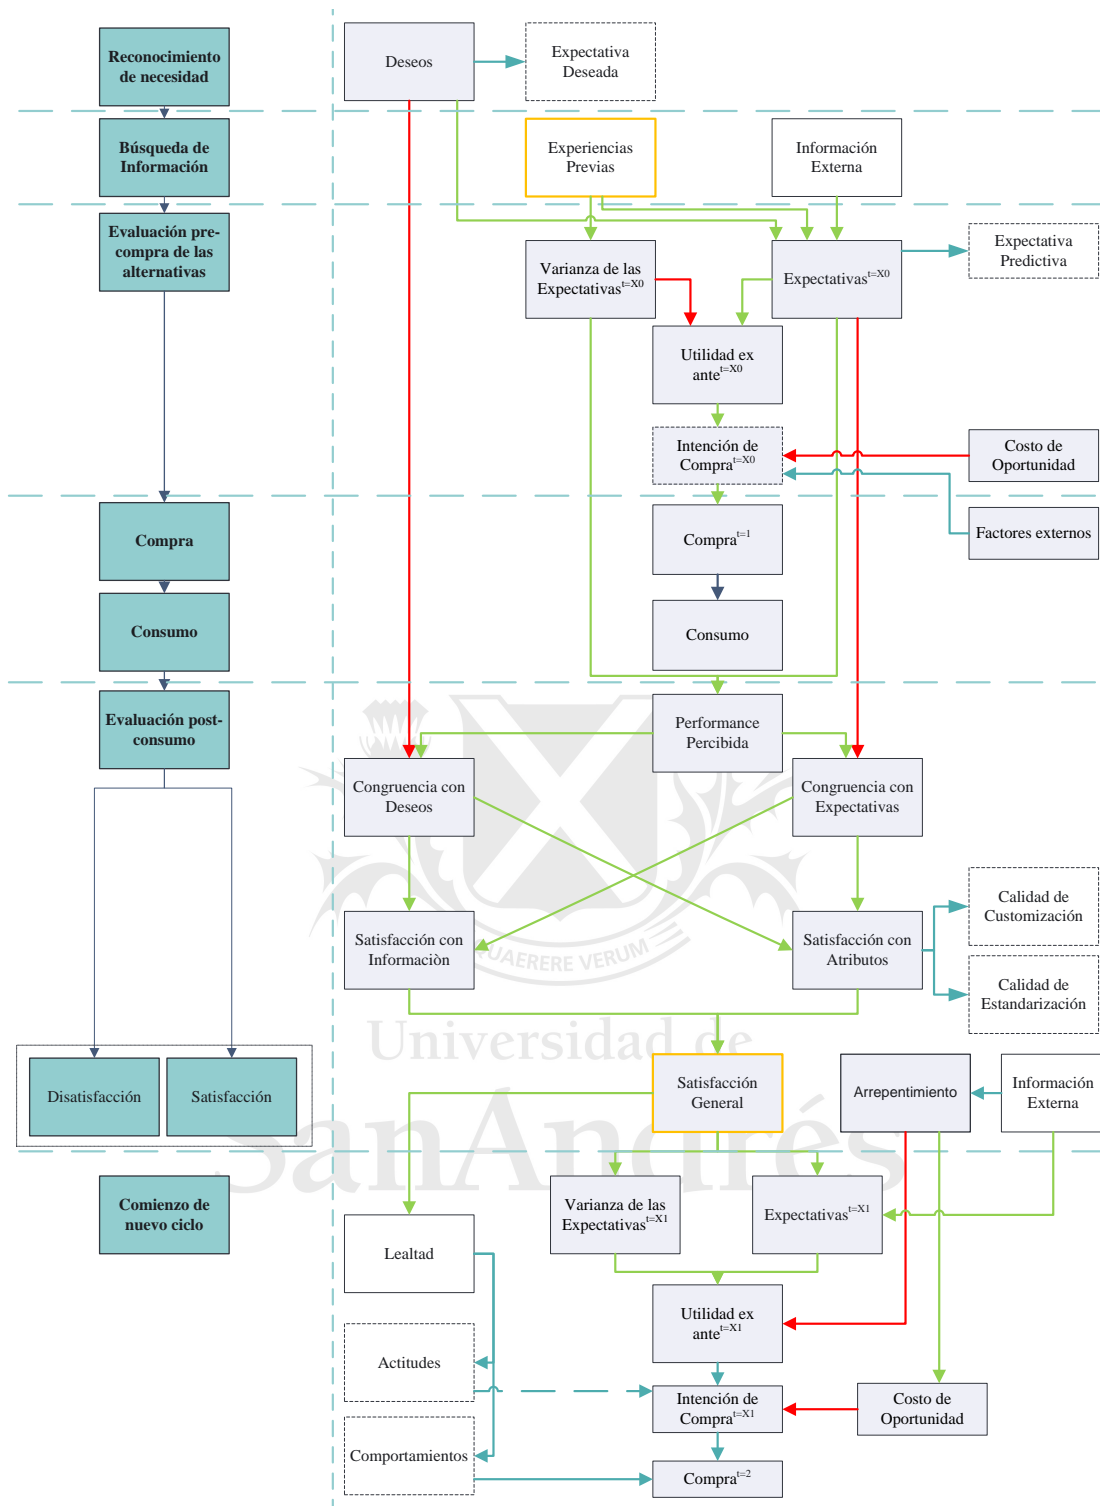 Reconocimiento
de necesidad
Deseos
Expectativa
Deseada
Búsqueda de
Información
Experiencias
Previas
Información
Externa
Evaluación pre-
compra de las
alternativas
Varianza de las
Expectativas t=X0
Expectativas t=X0
Expectativa
Predictiva
Utilidad ex
ante t=X0
Intención de
Compra t=X0
Costo de
Oportunidad
Compra
Compra t=1
Factores externos
Consumo
Consumo
Evaluación post-
consumo
Performance
Percibida
Congruencia con
Deseos
Congruencia con
Expectativas
Satisfacción con
Informaciòn
Satisfacción con
Atributos
Calidad de
Customización
Calidad de
Estandarización
QUAERERE VERUM
Universidad de
SanAndrés
Disatisfacción
Satisfacción
Satisfacción
General
Arrepentimiento
Información
Externa
Comienzo de
nuevo ciclo
Varianza de las
Expectativas t=X1
Expectativas t=X1
Lealtad
Utilidad ex
ante t=X1
Actitudes
Intención de
Compra t=X1
Costo de
Oportunidad
Comportamientos
Compra t=2